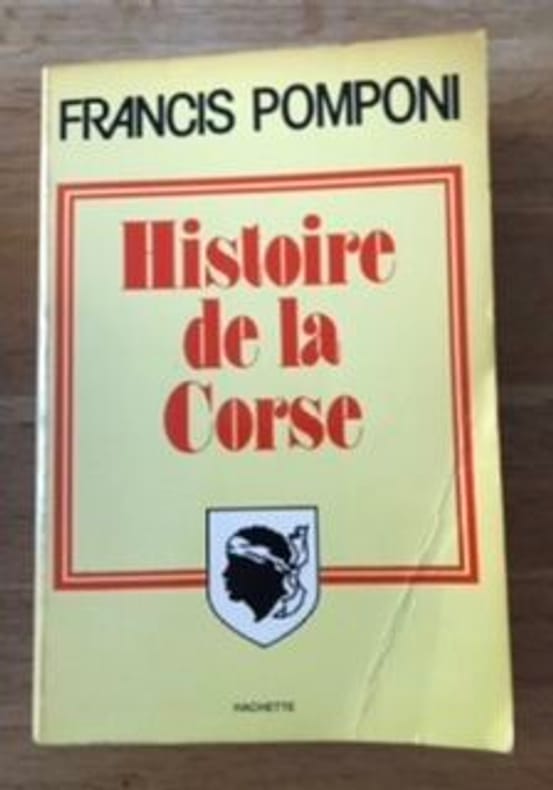 FRANCIS POMPONI
Histoire
de la
Corse
HACHETTE